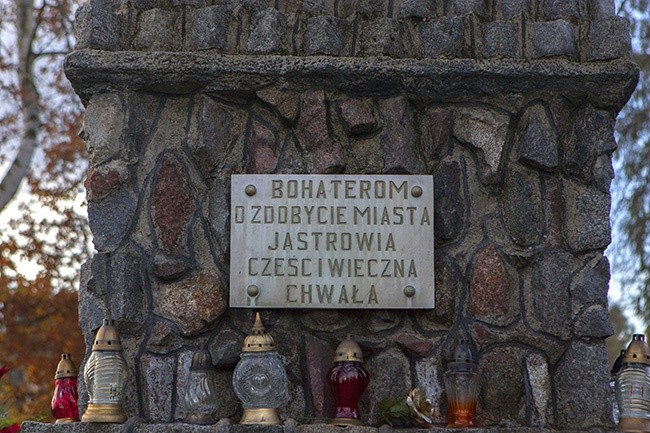 BOHATEROM
O ZDOBYCIE MIASTA
JASTROWIA
CZEŚĆ I WIECZNA
CHWAŁA